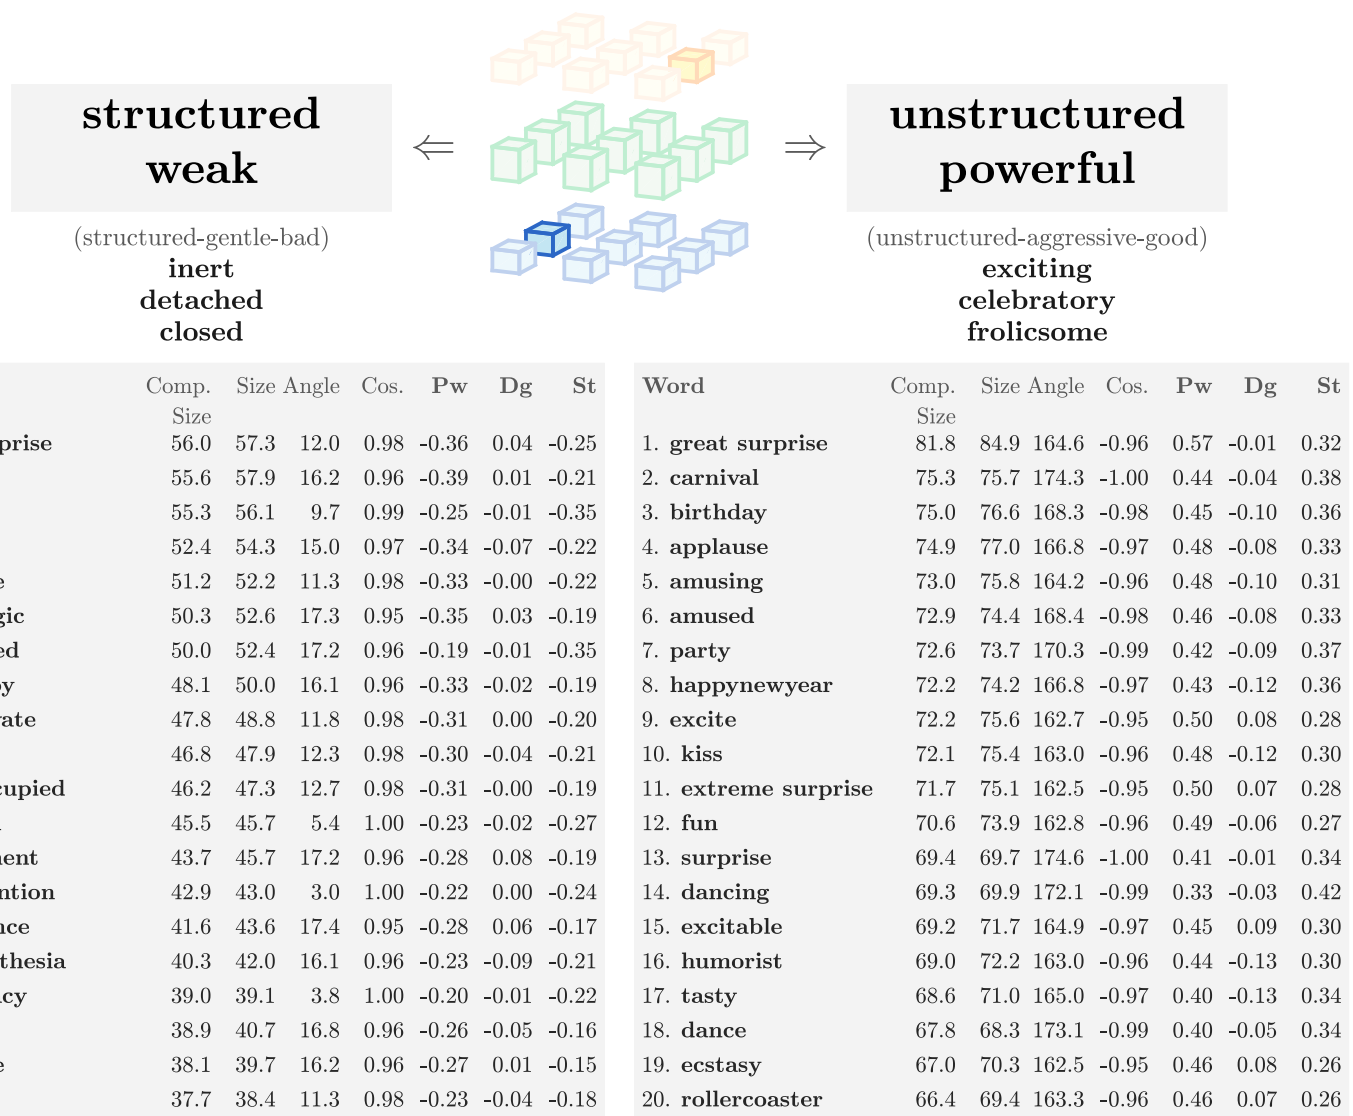 structured
weak
⇐
⇒
unstructured
powerful
(structured-gentle-bad)
inert
detached
closed
(unstructured-aggressive-good)
exciting
celebratory
frolicsome
Comp. Size Size Angle Cos. Pw Dg St
prise 56.0 57.3 12.0 0.98 -0.36 0.04 -0.25
55.6 57.9 16.2 0.96 -0.39 0.01 -0.21
55.3 56.1 9.7 0.99 -0.25 -0.01 -0.35
52.4 54.3 15.0 0.97 -0.34 -0.07 -0.22
e 51.2 52.2 11.3 0.98 -0.33 -0.00 -0.22
gic 50.3 52.6 17.3 0.95 -0.35 0.03 -0.19
ed 50.0 52.4 17.2 0.96 -0.19 -0.01 -0.35
by 48.1 50.0 16.1 0.96 -0.33 -0.02 -0.19
vate 47.8 48.8 11.8 0.98 -0.31 0.00 -0.20
46.8 47.9 12.3 0.98 -0.30 -0.04 -0.21
cupied 46.2 47.3 12.7 0.98 -0.31 -0.00 -0.19
45.5 45.7 5.4 1.00 -0.23 -0.02 -0.27
ment 43.7 45.7 17.2 0.96 -0.28 0.08 -0.19
ntion 42.9 43.0 3.0 1.00 -0.22 0.00 -0.24
nce 41.6 43.6 17.4 0.95 -0.28 0.06 -0.17
thesia 40.3 42.0 16.1 0.96 -0.23 -0.09 -0.21
cy 39.0 39.1 3.8 1.00 -0.20 -0.01 -0.22
38.9 40.7 16.8 0.96 -0.26 -0.05 -0.16
e 38.1 39.7 16.2 0.96 -0.27 0.01 -0.15
37.7 38.4 11.3 0.98 -0.23 -0.04 -0.18
Word Comp. Size Size Angle Cos. Pw Dg St
1. great surprise 81.8 84.9 164.6 -0.96 0.57 -0.01 0.32
2. carnival 75.3 75.7 174.3 -1.00 0.44 -0.04 0.38
3. birthday 75.0 76.6 168.3 -0.98 0.45 -0.10 0.36
4. applause 74.9 77.0 166.8 -0.97 0.48 -0.08 0.33
5. amusing 73.0 75.8 164.2 -0.96 0.48 -0.10 0.31
6. amused 72.9 74.4 168.4 -0.98 0.46 -0.08 0.33
7. party 72.6 73.7 170.3 -0.99 0.42 -0.09 0.37
8. happynewyear 72.2 74.2 166.8 -0.97 0.43 -0.12 0.36
9. excite 72.2 75.6 162.7 -0.95 0.50 0.08 0.28
10. kiss 72.1 75.4 163.0 -0.96 0.48 -0.12 0.30
11. extreme surprise 71.7 75.1 162.5 -0.95 0.50 0.07 0.28
12. fun 70.6 73.9 162.8 -0.96 0.49 -0.06 0.27
13. surprise 69.4 69.7 174.6 -1.00 0.41 -0.01 0.34
14. dancing 69.3 69.9 172.1 -0.99 0.33 -0.03 0.42
15. excitable 69.2 71.7 164.9 -0.97 0.45 0.09 0.30
16. humorist 69.0 72.2 163.0 -0.96 0.44 -0.13 0.30
17. tasty 68.6 71.0 165.0 -0.97 0.40 -0.13 0.34
18. dance 67.8 68.3 173.1 -0.99 0.40 -0.05 0.34
19. ecstasy 67.0 70.3 162.5 -0.95 0.46 0.08 0.26
20. rollercoaster 66.4 69.4 163.3 -0.96 0.46 0.07 0.26